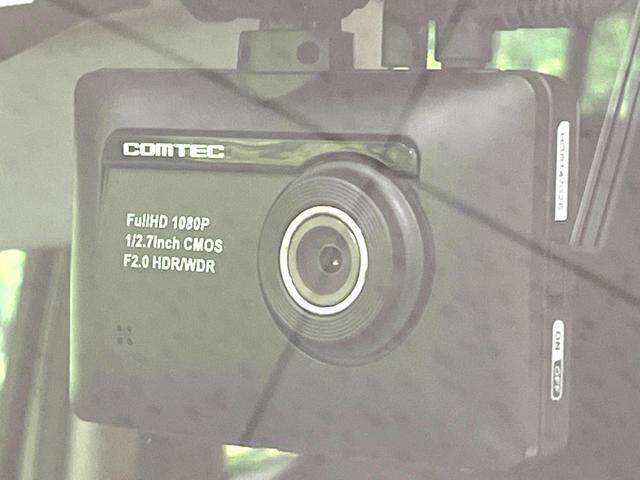 COMTEC
FullHD 1080P
1/2.7inch CMOS
F2.0 HDR/WDR
ON OFF